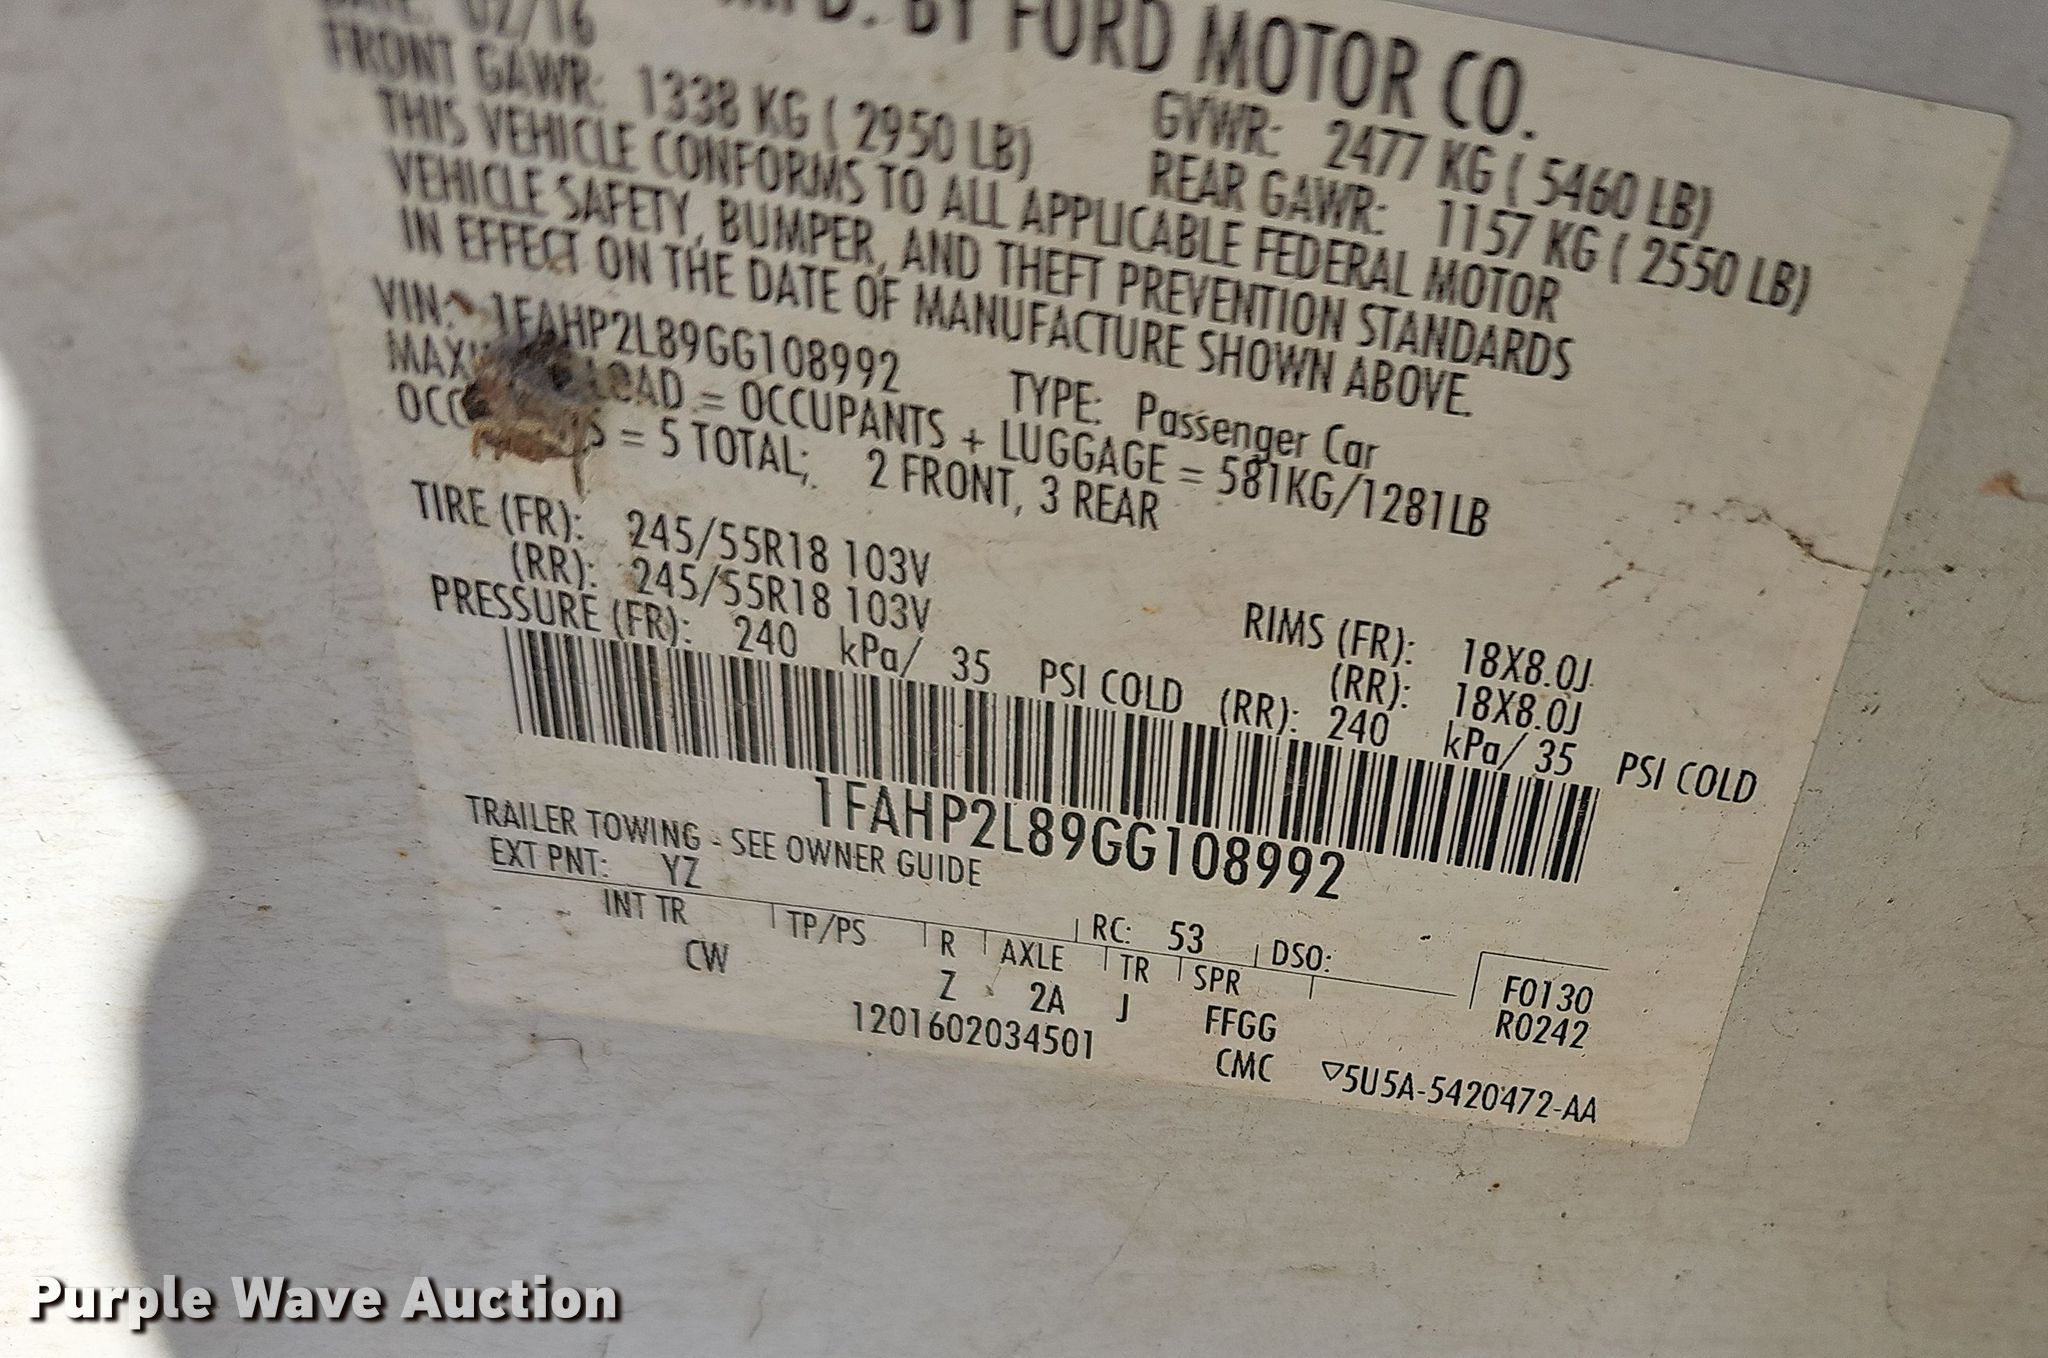 MFD. BY FORD MOTOR CO.
DATE: 02/16 GVWR: 2477 KG ( 5460 LB)
FRONT GAWR: 1338 KG ( 2950 LB) REAR GAWR: 1157 KG ( 2550 LB)
THIS VEHICLE CONFORMS TO ALL APPLICABLE FEDERAL MOTOR
VEHICLE SAFETY, BUMPER, AND THEFT PREVENTION STANDARDS
IN EFFECT ON THE DATE OF MANUFACTURE SHOWN ABOVE.
VIN: 1FAHP2L89GG108992 TYPE: Passenger Car
LOAD = OCCUPANTS + LUGGAGE = 581KG/1281LB
= 5 TOTAL; 2 FRONT, 3 REAR
TIRE (FR): 245/55R18 103V RIMS (FR): 18X8.0J
(RR): 245/55R18 103V (RR): 18X8.0J
PRESSURE (FR): 240 kPa/ 35 PSI COLD (RR): 240 kPa/ 35 PSI COLD
1FAHP2L89GG108992
TRAILER TOWING - SEE OWNER GUIDE
EXT PNT: YZ RC: 53 DSO:
INT TR TP/PS R AXLE TR SPR F0130
CW Z 2A J FFGG R0242
1201602034501 CMC ▽5U5A-5420472-AA
Purple Wave Auction